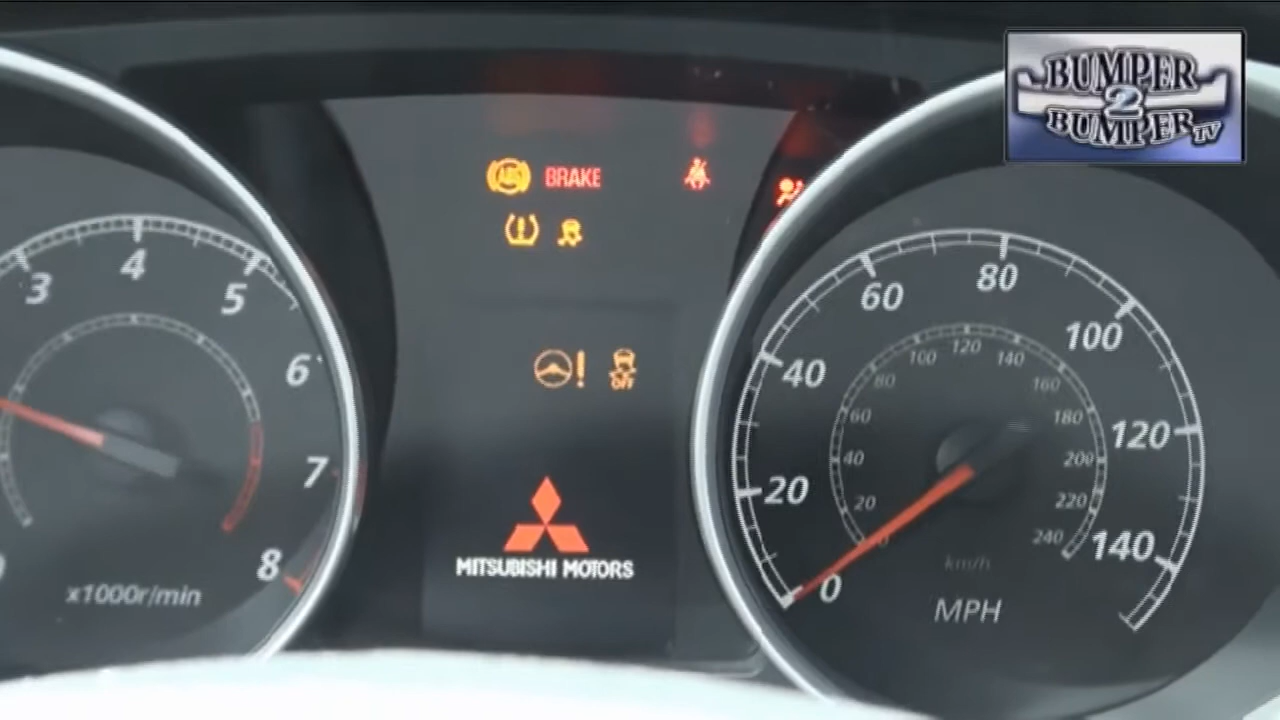 BUMPER
2
BUMPER TV
ABS BRAKE
OFF
MITSUBISHI MOTORS
3 4 5 6 7 8
x1000r/min
0 20 40 60 80 100 120 140
20 40 60 80 100 120 140 160 180 200 220 240
km/h
MPH